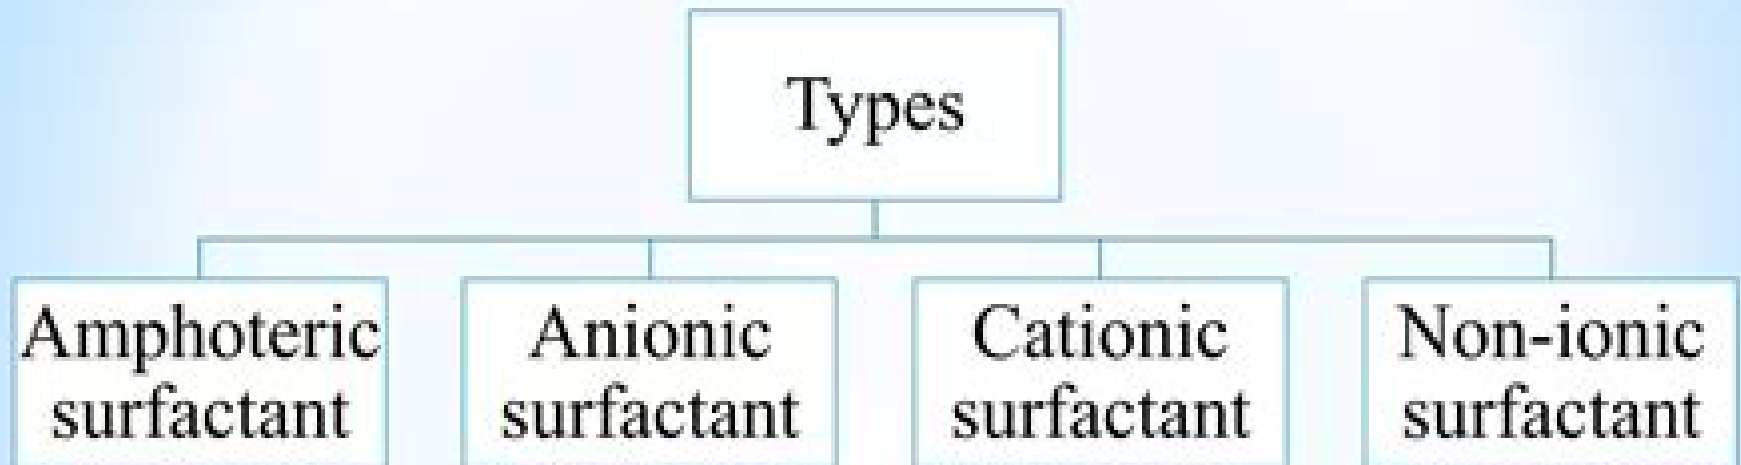 Types
Amphoteric
surfactant
Anionic
surfactant
Cationic
surfactant
Non-ionic
surfactant